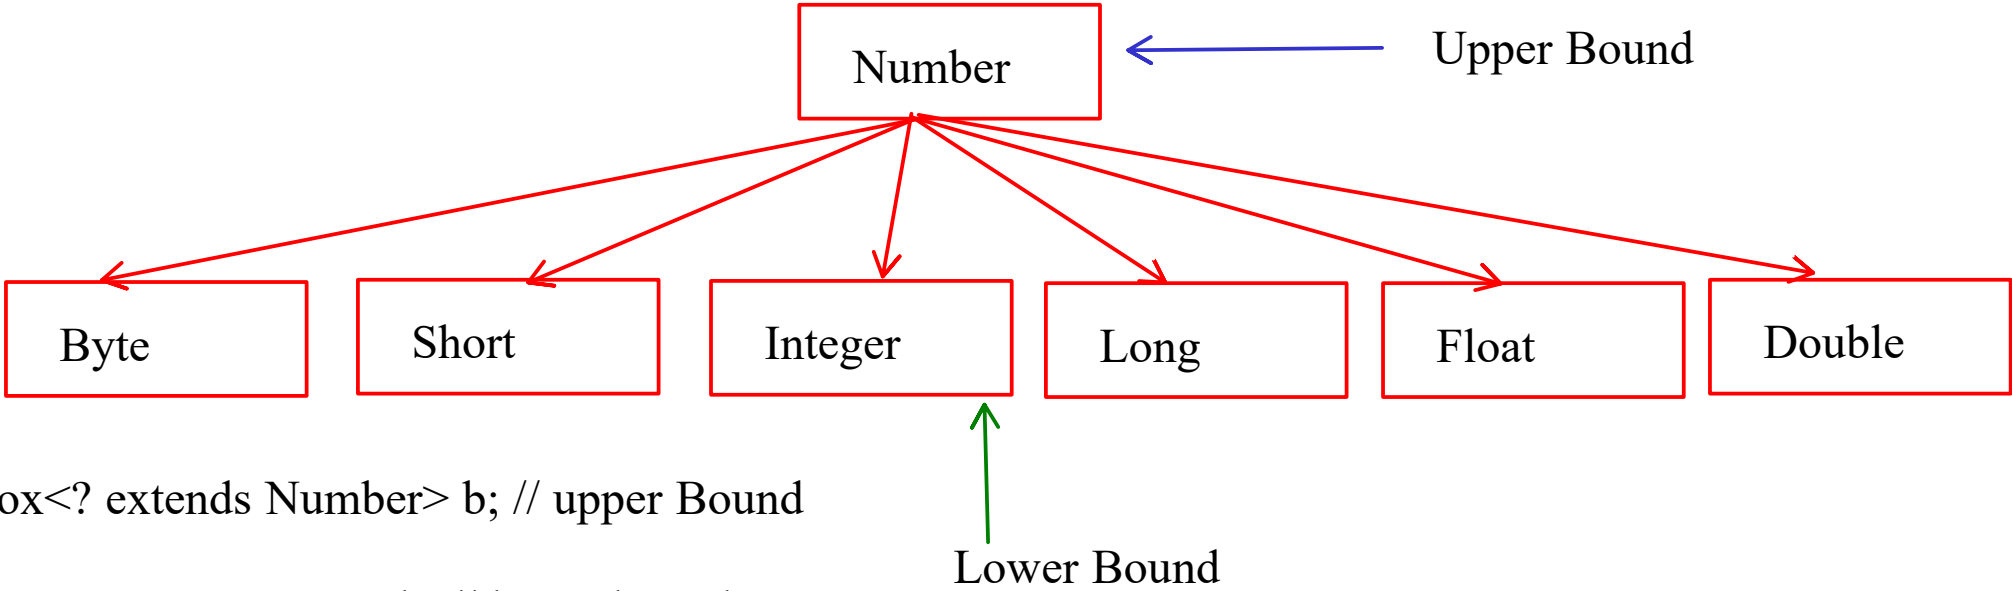 Number
Upper Bound
Byte
Short
Integer
Long
Float
Double
ox<? extends Number> b; // upper Bound
Lower Bound